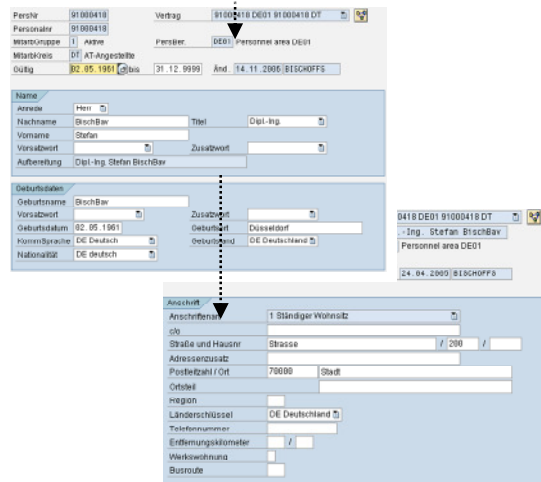 PersNr 91000418 Vertrag 91000418 DE01 91000418 DT
Personalnr 91000418
MitarbGruppe 1 Aktive PersBer. DE01 Personnel area DE01
MitarbKreis DT AT-Angestellte
Gültig 02.05.1961 bis 31.12.9999 Änd. 14.11.2006 BISCHOFFS
Name
Anrede Herr
Nachname BischBav Titel Dipl.-Ing.
Vorname Stefan
Vorsatzwort Zusatzwort
Aufbereitung Dipl-Ing. Stefan BischBav
Geburtsdaten
Geburtsname BischBav
Vorsatzwort Zusatzwort
Geburtsdatum 02.05.1961 Geburtsort Düsseldorf
KommSprache DE Deutsch Geburtsland DE Deutschland
Nationalität DE deutsch
0418 DE01 91000418 DT
.-Ing. Stefan BischBav
Personnel area DE01
24.04.2005 BISCHOFFS
Anschrift
Anschriftenart 1 Ständiger Wohnsitz
c/o
Straße und Hausnr Strasse / 200 /
Adressenzusatz
Postleitzahl / Ort 70000 Stadt
Ortsteil
Region
Länderschlüssel DE Deutschland
Telefonnummer
Entfernungskilometer /
Werkswohnung
Busroute